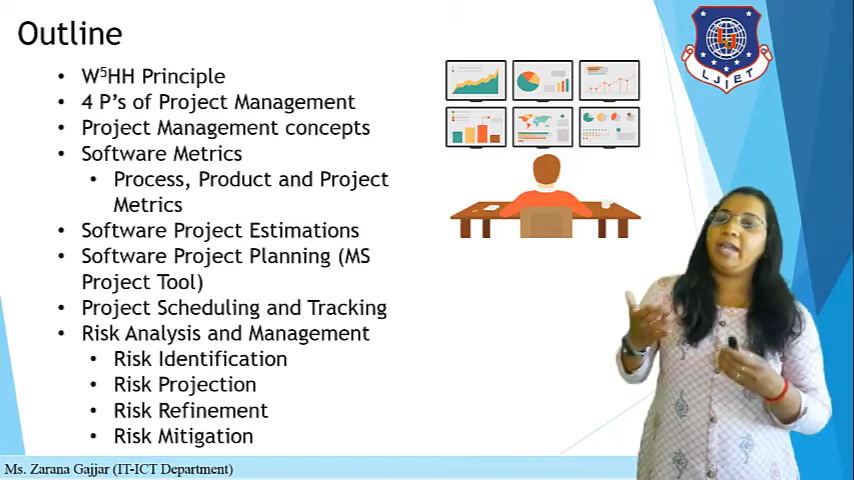 Outline
• W⁵HH Principle
• 4 P's of Project Management
• Project Management concepts
• Software Metrics
• Process, Product and Project
Metrics
• Software Project Estimations
• Software Project Planning (MS
Project Tool)
• Project Scheduling and Tracking
• Risk Analysis and Management
• Risk Identification
• Risk Projection
• Risk Refinement
• Risk Mitigation
LJIET
Ms. Zarana Gajjar (IT-ICT Department)